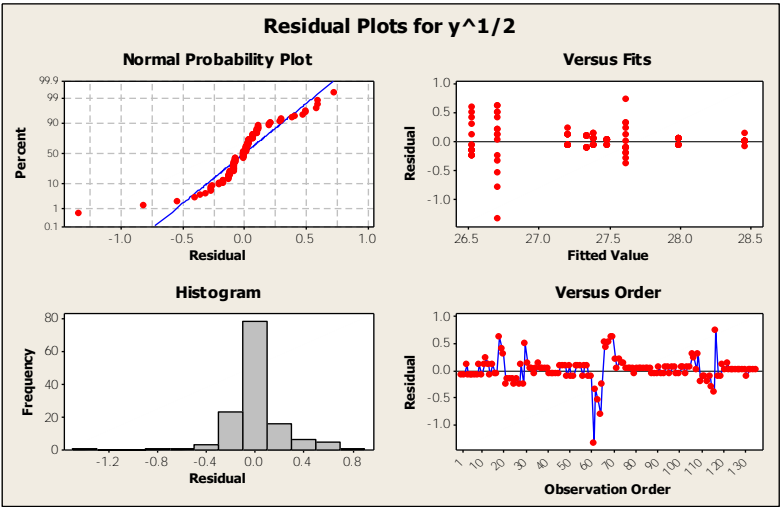 Residual Plots for y^1/2
Normal Probability Plot
99.9
99
90
50
10
1
0.1
Percent
-1.0 -0.5 0.0 0.5 1.0
Residual
Versus Fits
1.0
0.5
0.0
-0.5
-1.0
Residual
26.5 27.0 27.5 28.0 28.5
Fitted Value
Histogram
80
60
40
20
0
Frequency
-1.2 -0.8 -0.4 0.0 0.4 0.8
Residual
Versus Order
1.0
0.5
0.0
-0.5
-1.0
Residual
1 10 20 30 40 50 60 70 80 90 100 110 120 130
Observation Order